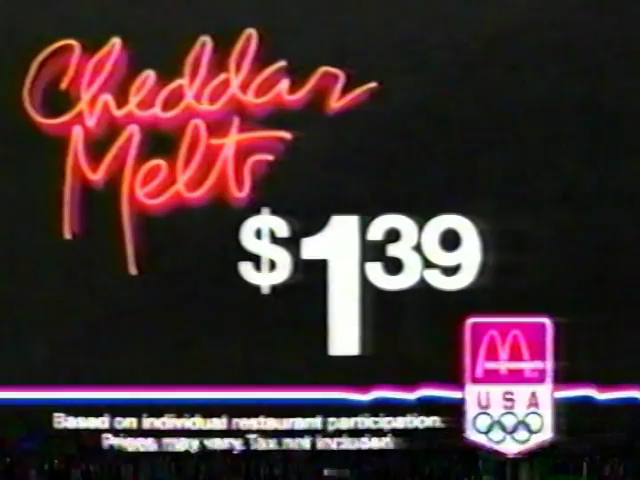 Cheddar
Melt
$1.39
USA
Based on individual restaurant participation.
Prices may vary. Tax not included.